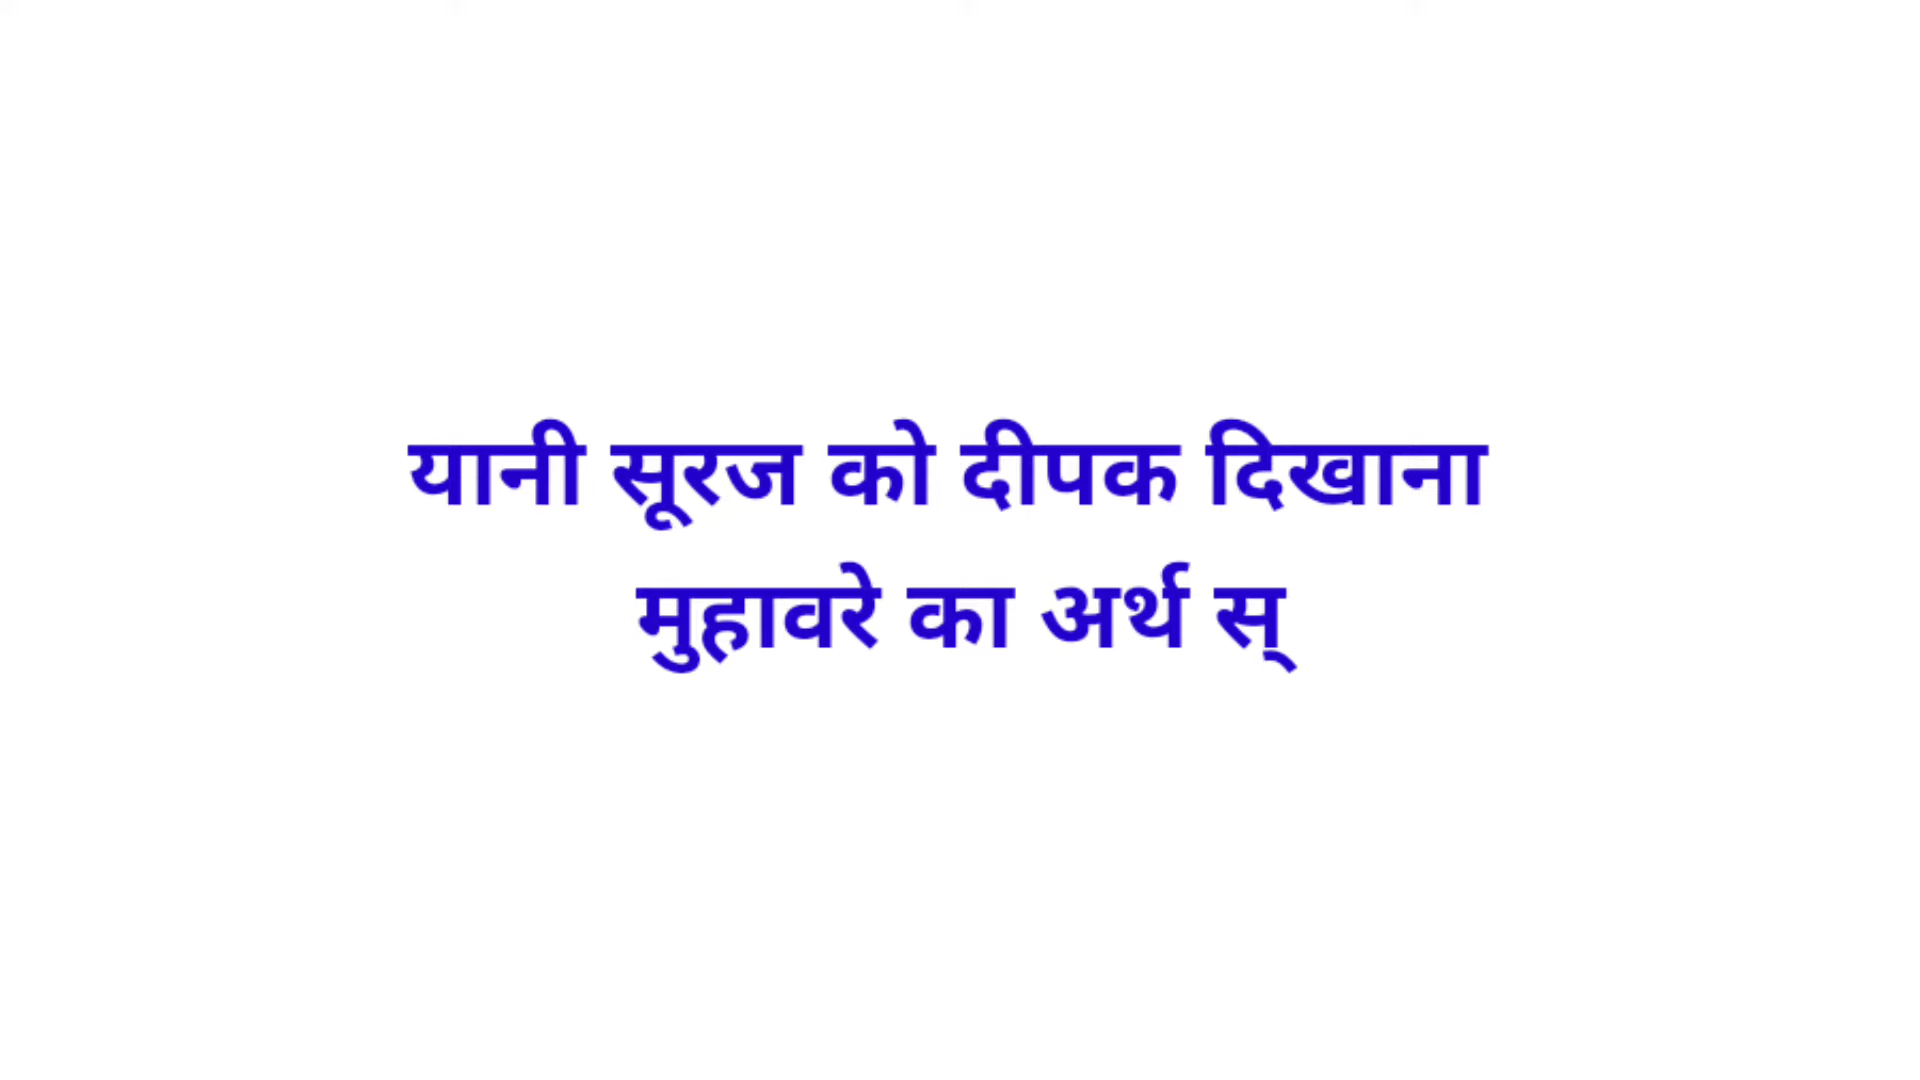 यानी सूरज को दीपक दिखाना
मुहावरे का अर्थ स्